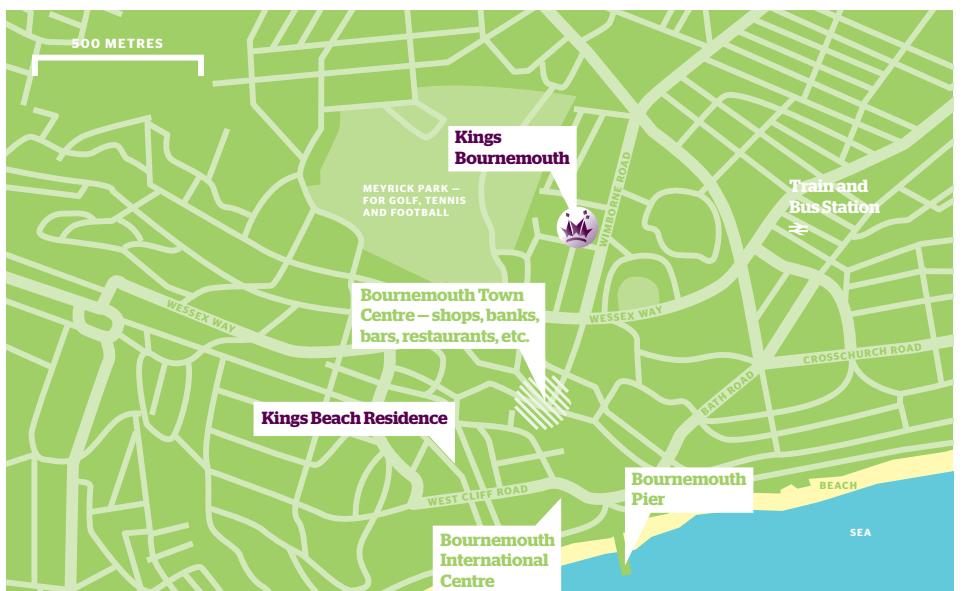 500 METRES
Kings
Bournemouth
MEYRICK PARK –
FOR GOLF, TENNIS
AND FOOTBALL
WIMBORNE ROAD
Train and
Bus Station
Bournemouth Town
Centre – shops, banks,
bars, restaurants, etc.
WESSEX WAY
WESSEX WAY
CROSSCHURCH ROAD
BATH ROAD
Kings Beach Residence
WEST CLIFF ROAD
Bournemouth
Pier
BEACH
SEA
Bournemouth
International
Centre